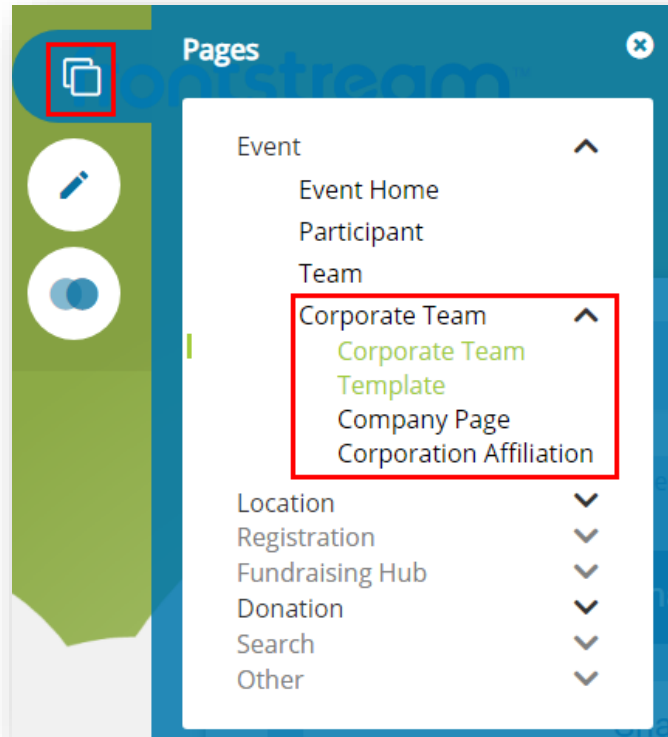 Pages
frontstream™
Event
Event Home
Participant
Team
Corporate Team
Corporate Team
Template
Company Page
Corporation Affiliation
Location
Registration
Fundraising Hub
Donation
Search
Other